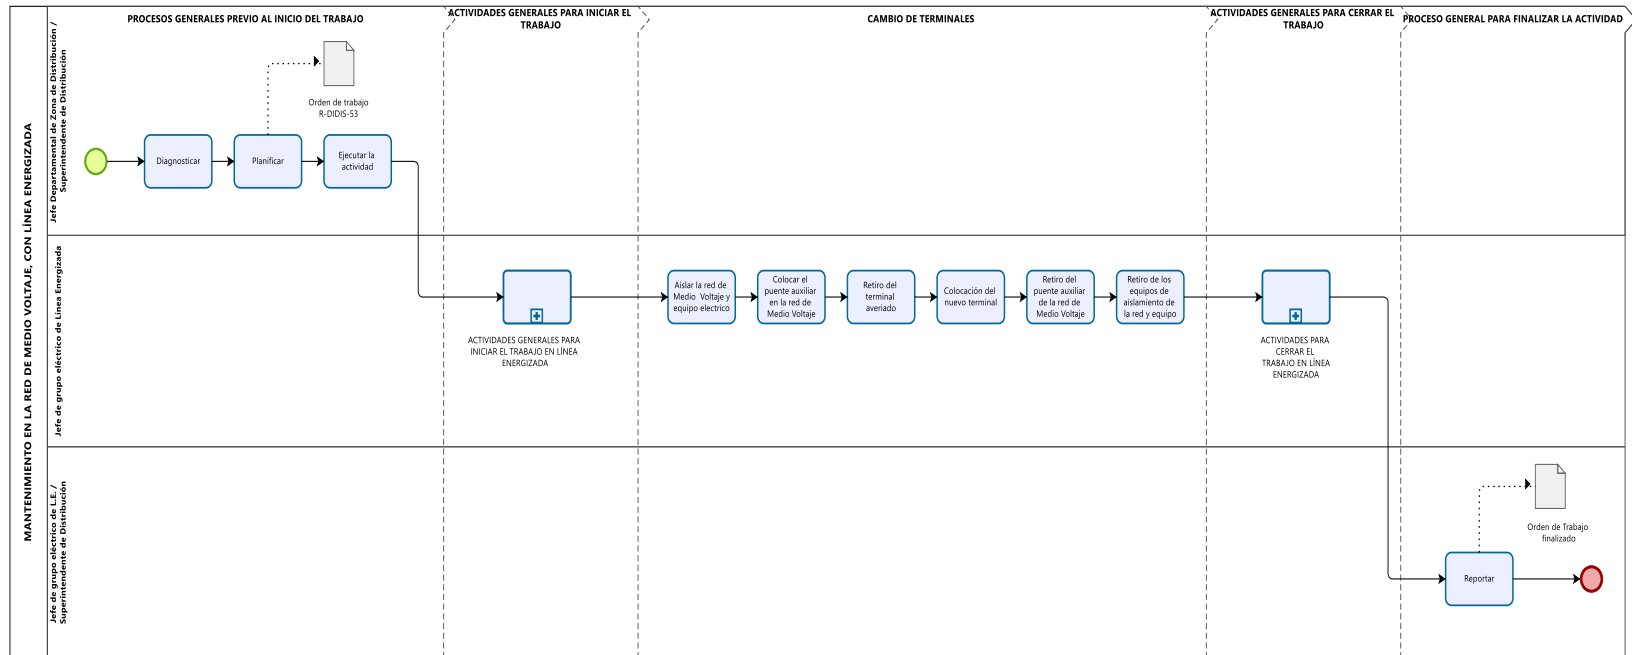 MANTENIMIENTO EN LA RED DE MEDIO VOLTAJE, CON LÍNEA ENERGIZADA
PROCESOS GENERALES PREVIO AL INICIO DEL TRABAJO
ACTIVIDADES GENERALES PARA INICIAR EL
TRABAJO
CAMBIO DE TERMINALES
ACTIVIDADES GENERALES PARA CERRAR EL
TRABAJO
PROCESO GENERAL PARA FINALIZAR LA ACTIVIDAD
Jefe Departamental de Zona de Distribución /
Superintendente de Distribución
Orden de trabajo
R-DIDIS-53
Diagnosticar
Planificar
Ejecutar la
actividad
Jefe de grupo eléctrico de Línea Energizada
ACTIVIDADES GENERALES PARA
INICIAR EL TRABAJO EN LÍNEA
ENERGIZADA
Aislar la red de
Medio Voltaje y
equipo electrico
Colocar el
puente auxiliar
en la red de
Medio Voltaje
Retiro del
terminal
averiado
Colocación del
nuevo terminal
Retiro del
puente auxiliar
de la red de
Medio Voltaje
Retiro de los
equipos de
aislamiento de
la red y equipo
ACTIVIDADES PARA
CERRAR EL
TRABAJO EN LÍNEA
ENERGIZADA
Jefe de grupo eléctrico de L.E. /
Superintendente de Distribución
Orden de Trabajo
finalizado
Reportar